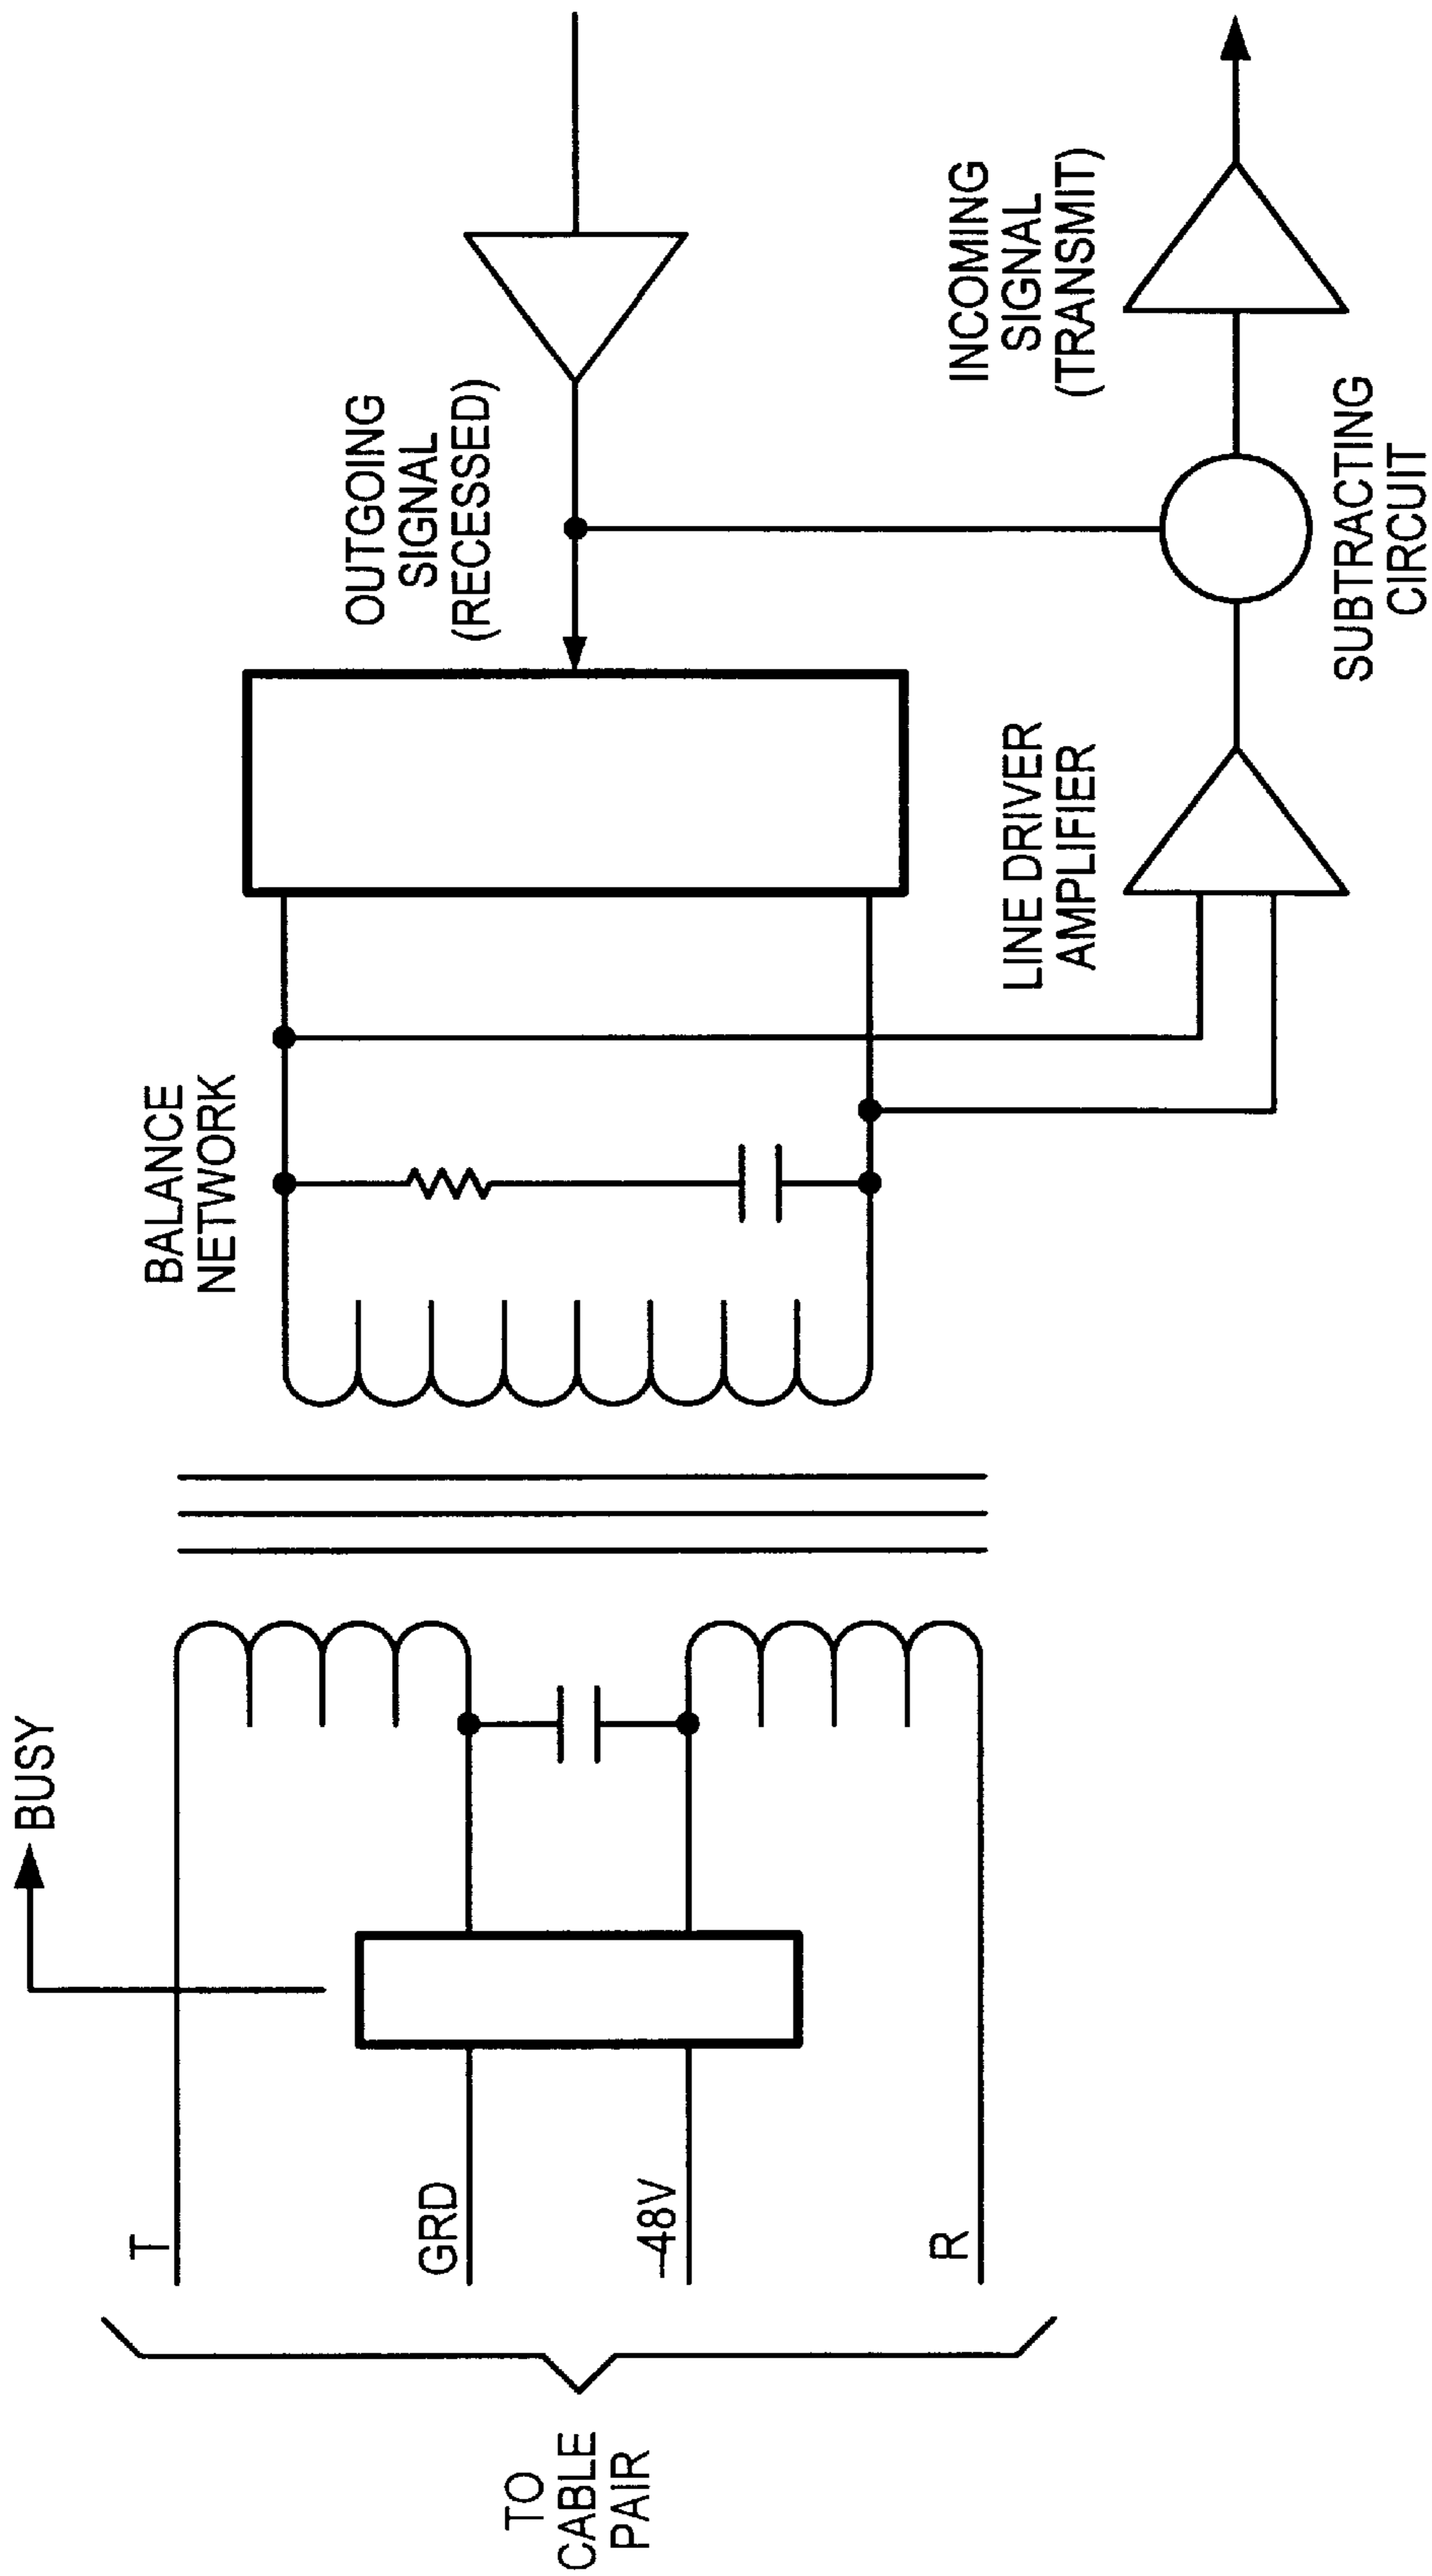 BUSY
T
GRD
–48V
R
TO
CABLE
PAIR
BALANCE
NETWORK
OUTGOING
SIGNAL
(RECESSED)
LINE DRIVER
AMPLIFIER
INCOMING
SIGNAL
(TRANSMIT)
SUBTRACTING
CIRCUIT